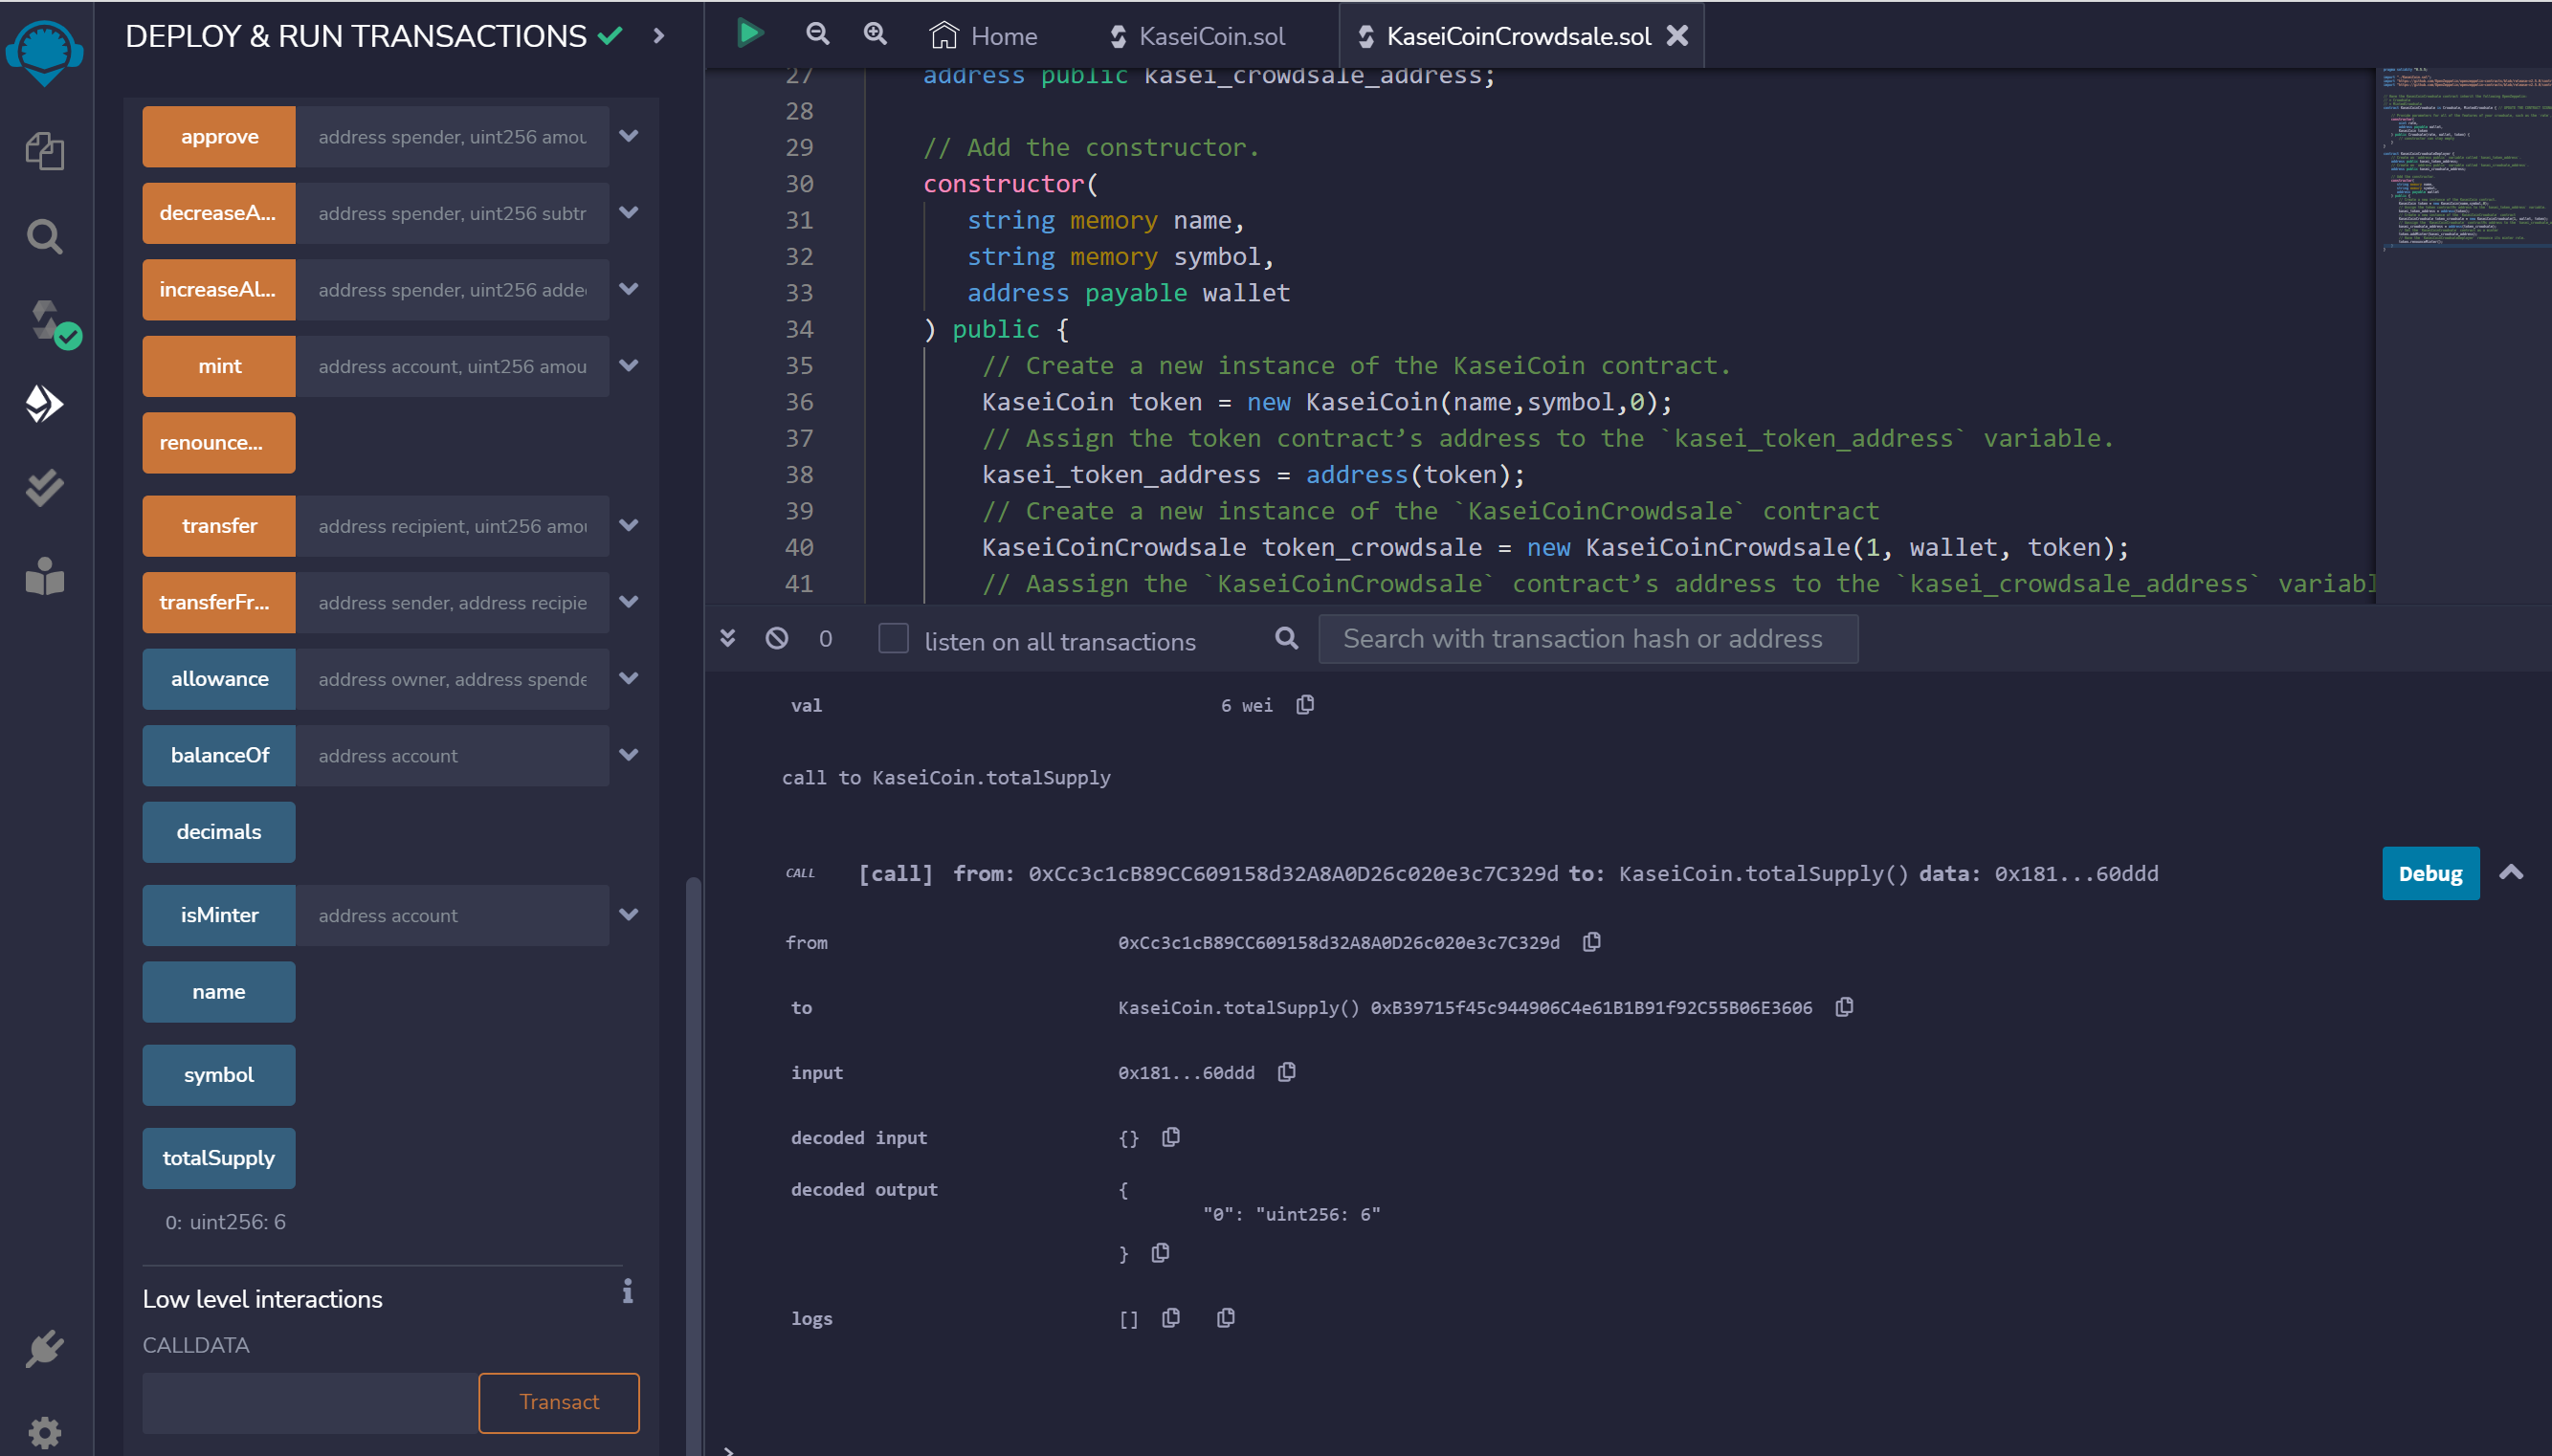 DEPLOY & RUN TRANSACTIONS
approve address spender, uint256 amou
decreaseA... address spender, uint256 subtr
increaseAl... address spender, uint256 adde
mint address account, uint256 amou
renounce...
transfer address recipient, uint256 amou
transferFr... address sender, address recipie
allowance address owner, address spende
balanceOf address account
decimals
isMinter address account
name
symbol
totalSupply
0: uint256: 6
Low level interactions
CALLDATA
Transact
Home KaseiCoin.sol KaseiCoinCrowdsale.sol
27 address public kasei_crowdsale_address;
28
29 // Add the constructor.
30 constructor(
31 string memory name,
32 string memory symbol,
33 address payable wallet
34 ) public {
35 // Create a new instance of the KaseiCoin contract.
36 KaseiCoin token = new KaseiCoin(name,symbol,0);
37 // Assign the token contract’s address to the `kasei_token_address` variable.
38 kasei_token_address = address(token);
39 // Create a new instance of the `KaseiCoinCrowdsale` contract
40 KaseiCoinCrowdsale token_crowdsale = new KaseiCoinCrowdsale(1, wallet, token);
41 // Aassign the `KaseiCoinCrowdsale` contract’s address to the `kasei_crowdsale_address` variabl
0 listen on all transactions Search with transaction hash or address
val 6 wei
call to KaseiCoin.totalSupply
CALL [call] from: 0xCc3c1cB89CC609158d32A8A0D26c020e3c7C329d to: KaseiCoin.totalSupply() data: 0x181...60ddd Debug
from 0xCc3c1cB89CC609158d32A8A0D26c020e3c7C329d
to KaseiCoin.totalSupply() 0xB39715f45c944906C4e61B1B91f92C55B06E3606
input 0x181...60ddd
decoded input {}
decoded output {
"0": "uint256: 6"
}
logs []
>